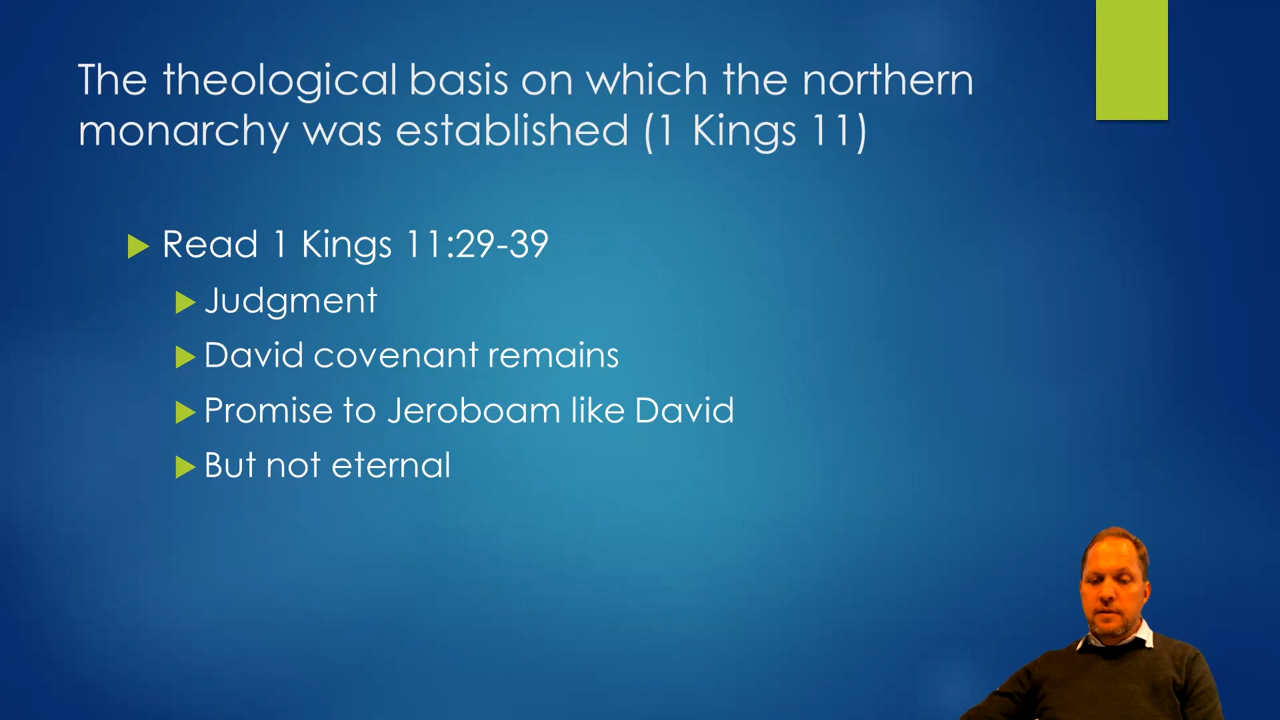 The theological basis on which the northern
monarchy was established (1 Kings 11)
Read 1 Kings 11:29-39
Judgment
David covenant remains
Promise to Jeroboam like David
But not eternal